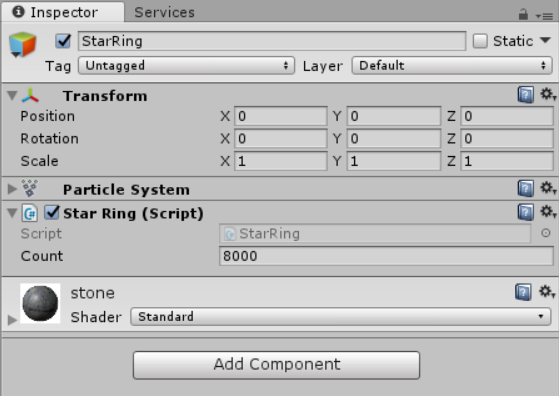 Inspector Services
StarRing Static
Tag Untagged Layer Default
Transform
Position X 0 Y 0 Z 0
Rotation X 0 Y 0 Z 0
Scale X 1 Y 1 Z 1
Particle System
Star Ring (Script)
Script StarRing
Count 8000
stone
Shader Standard
Add Component